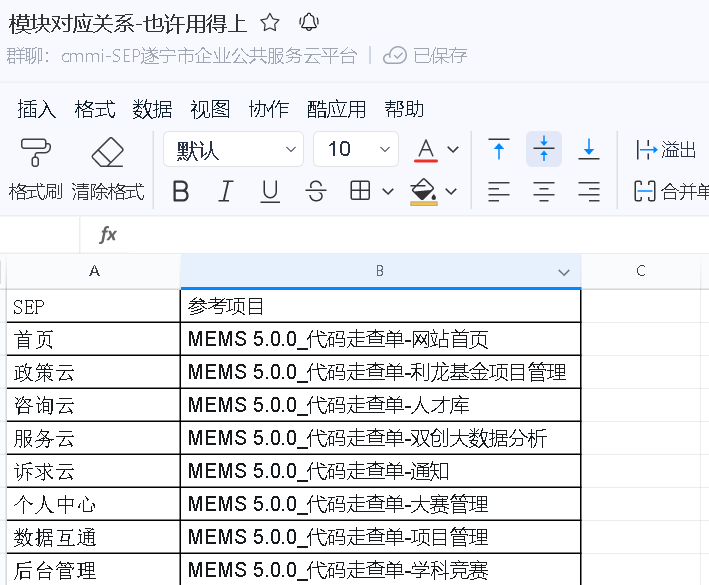 模块对应关系-也许用得上
群聊：cmmi-SEP遂宁市企业公共服务云平台 | 已保存
插入 格式 数据 视图 协作 酷应用 帮助
默认 10 A 溢出
格式刷 清除格式 B I U S 合并单
fx
A B C
SEP 参考项目
首页 MEMS 5.0.0_代码走查单-网站首页
政策云 MEMS 5.0.0_代码走查单-利龙基金项目管理
咨询云 MEMS 5.0.0_代码走查单-人才库
服务云 MEMS 5.0.0_代码走查单-双创大数据分析
诉求云 MEMS 5.0.0_代码走查单-通知
个人中心 MEMS 5.0.0_代码走查单-大赛管理
数据互通 MEMS 5.0.0_代码走查单-项目管理
后台管理 MEMS 5.0.0_代码走查单-学科竞赛